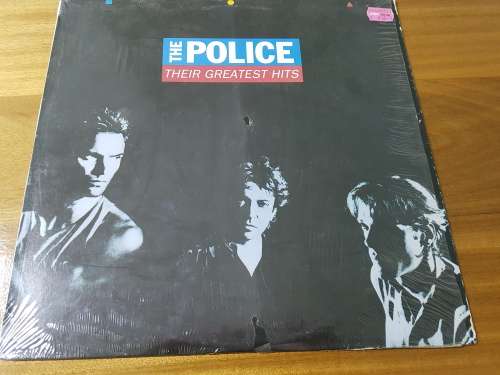 THE POLICE
THEIR GREATEST HITS